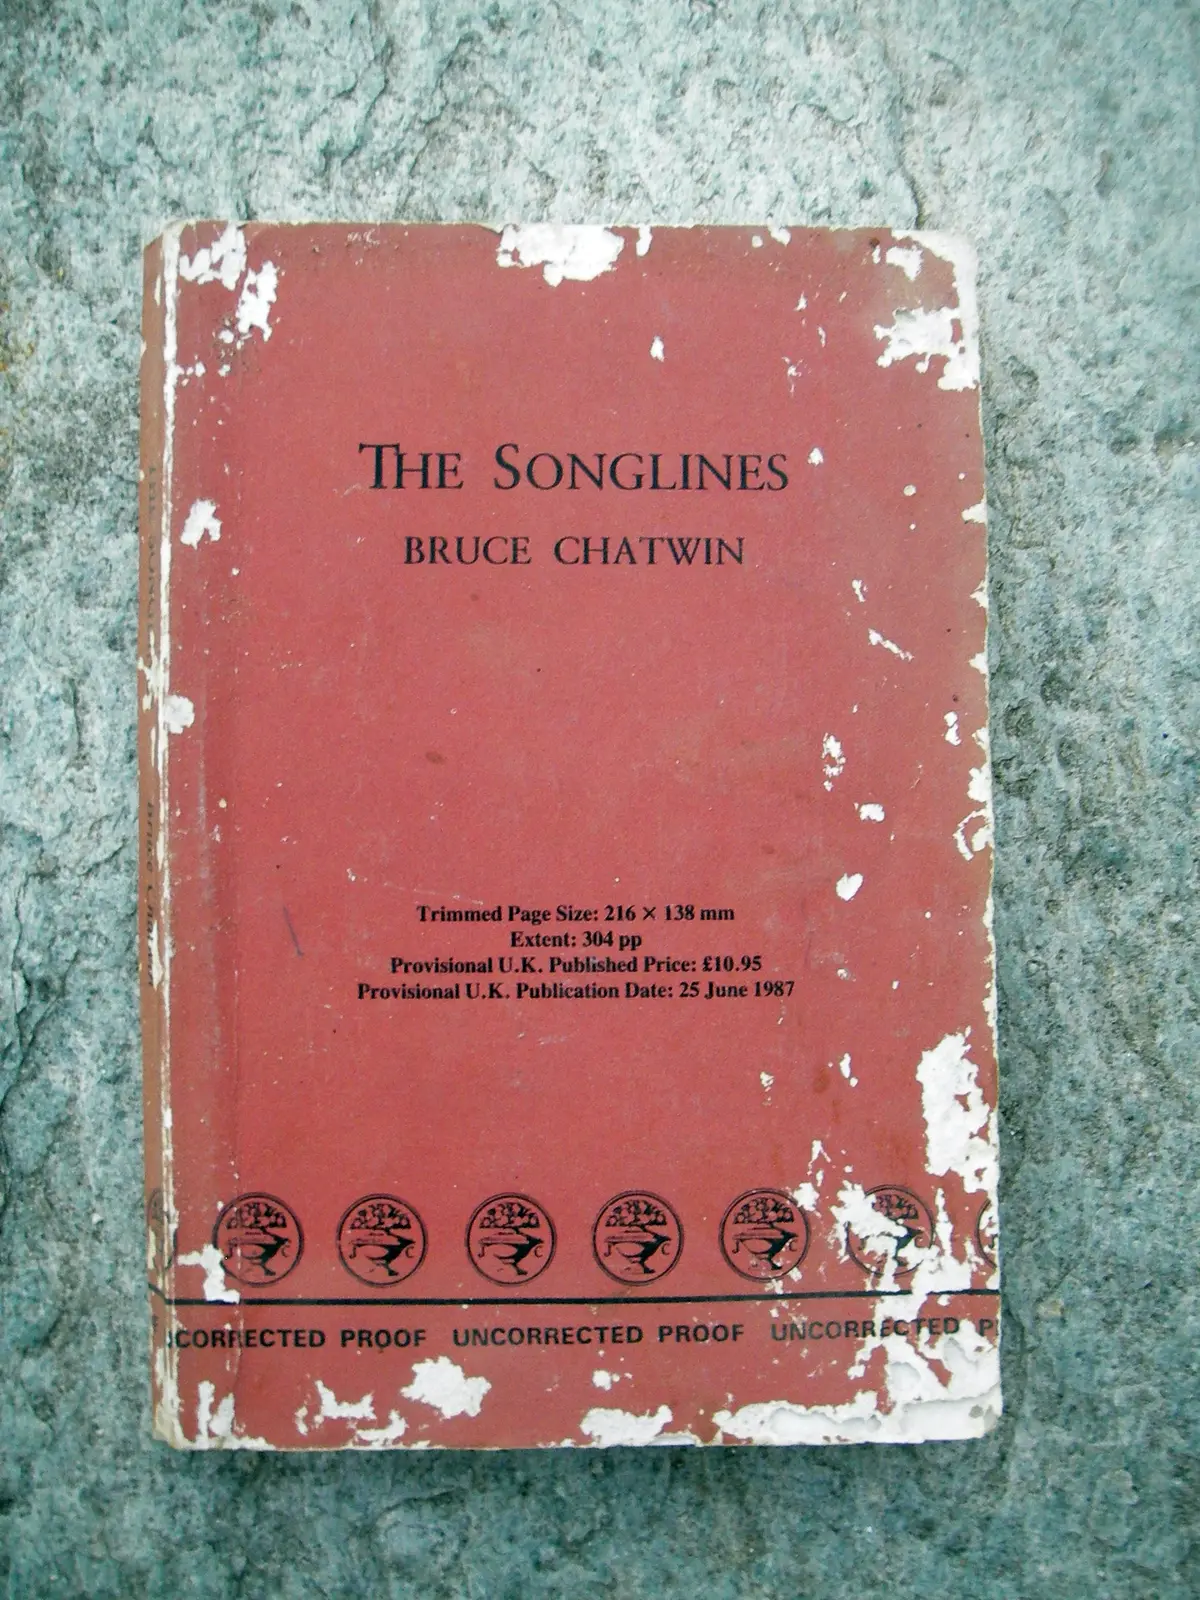 THE SONGLINES
BRUCE CHATWIN
Trimmed Page Size: 216 × 138 mm
Extent: 304 pp
Provisional U.K. Published Price: £10.95
Provisional U.K. Publication Date: 25 June 1987
J C J C J C J C J C
CORRECTED PROOF UNCORRECTED PROOF UNCORRECTED P